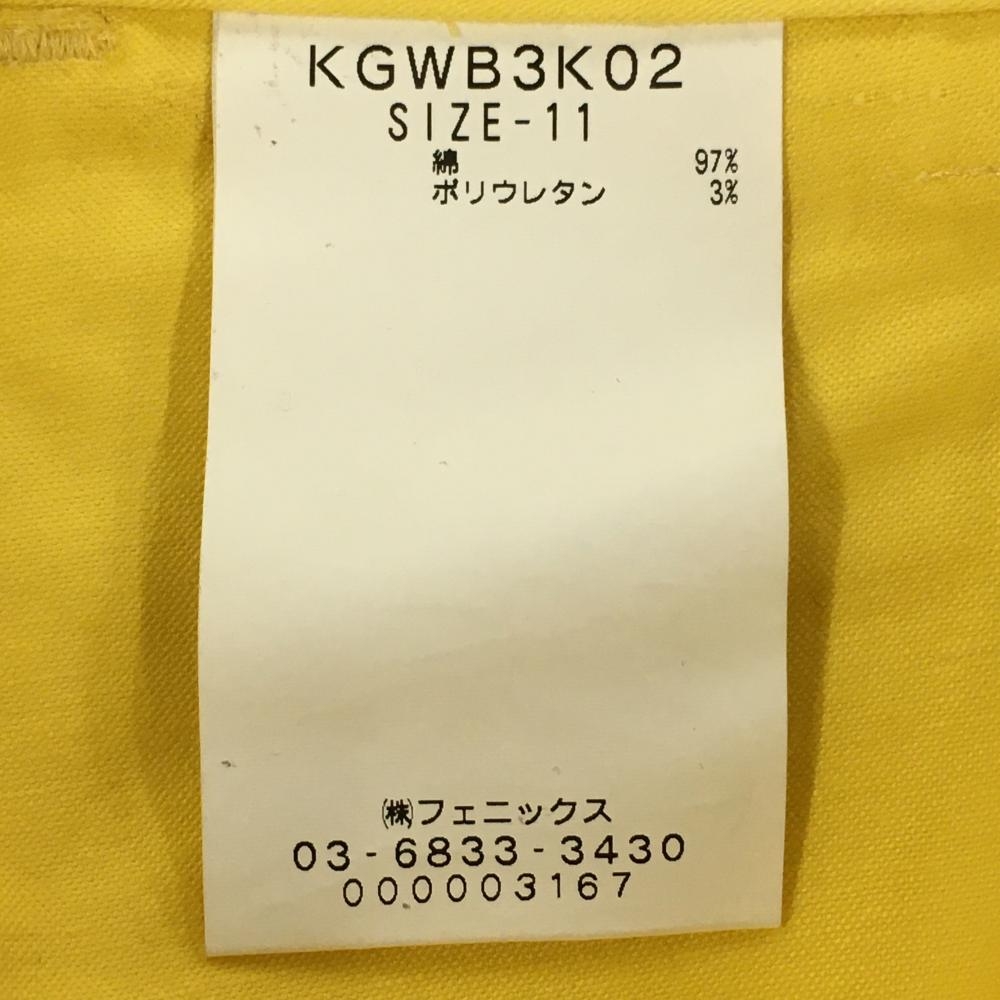 KGWB3K02
SIZE-11
綿 97%
ポリウレタン 3%
㈱フェニックス
03-6833-3430
000003167